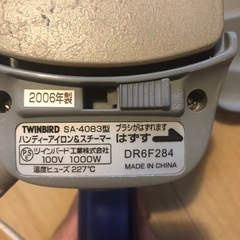 2006年製
TWINBIRD SA-4083型
ハンディーアイロン&スチーマー
ツインバード工業株式会社
100V 1000W
温度ヒューズ 227℃
ブラシがはずれます
はずす
DR6F284
MADE IN CHINA